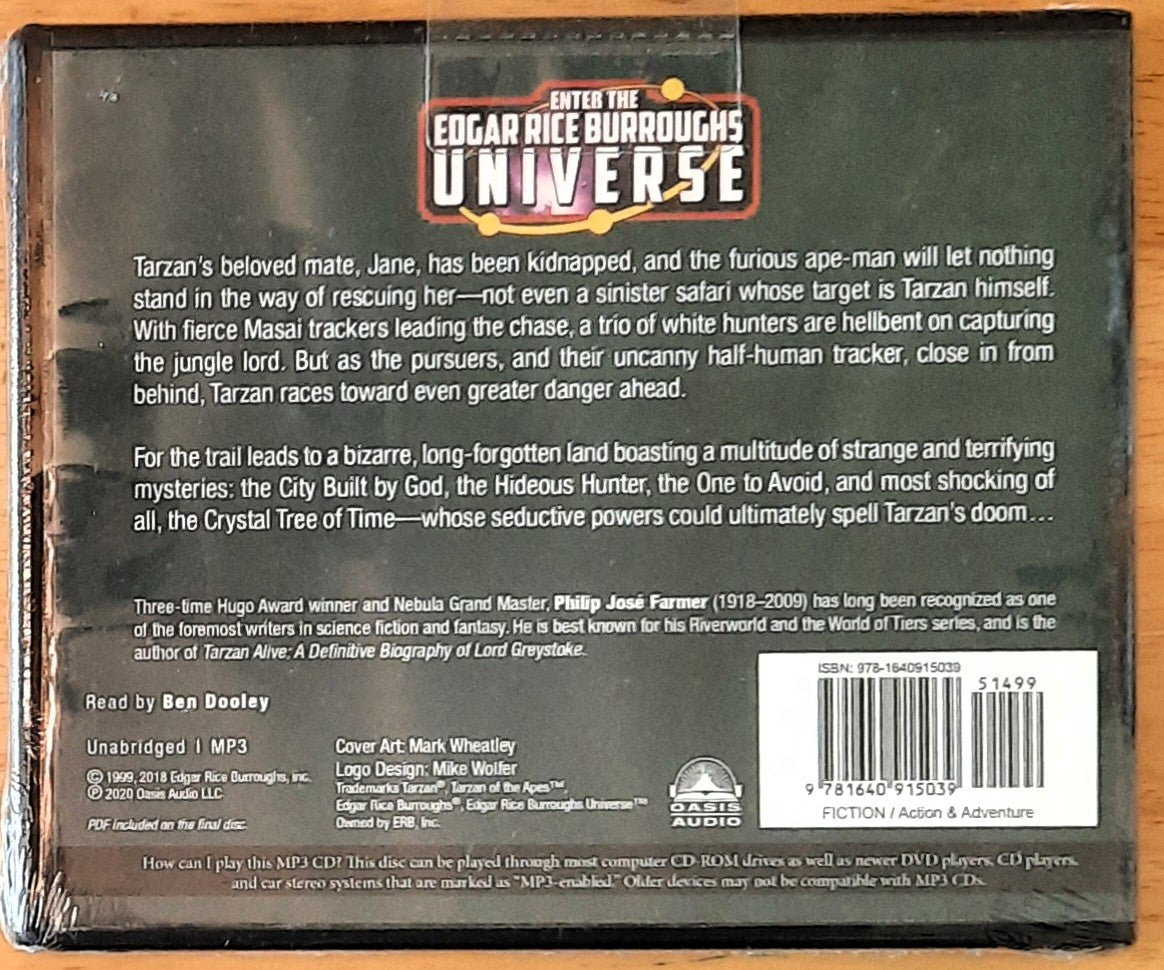 ENTER THE
EDGAR RICE BURROUGHS
UNIVERSE
Tarzan's beloved mate, Jane, has been kidnapped, and the furious ape-man will let nothing
stand in the way of rescuing her—not even a sinister safari whose target is Tarzan himself.
With fierce Masai trackers leading the chase, a trio of white hunters are hellbent on capturing
the jungle lord. But as the pursuers, and their uncanny half-human tracker, close in from
behind, Tarzan races toward even greater danger ahead.
For the trail leads to a bizarre, long-forgotten land boasting a multitude of strange and terrifying
mysteries: the City Built by God, the Hideous Hunter, the One to Avoid, and most shocking of
all, the Crystal Tree of Time—whose seductive powers could ultimately spell Tarzan's doom...
Three-time Hugo Award winner and Nebula Grand Master, Philip José Farmer (1918–2009) has long been recognized as one
of the foremost writers in science fiction and fantasy. He is best known for his Riverworld and the World of Tiers series, and is the
author of Tarzan Alive: A Definitive Biography of Lord Greystoke.
Read by Ben Dooley
Unabridged | MP3
© 1999, 2018 Edgar Rice Burroughs, Inc.
℗ 2020 Oasis Audio LLC
PDF included on the final disc.
Cover Art: Mark Wheatley
Logo Design: Mike Wolfer
Trademarks Tarzan®, Tarzan of the Apes™,
Edgar Rice Burroughs®, Edgar Rice Burroughs Universe™
Owned by ERB, Inc.
OASIS
AUDIO
ISBN: 978-1640915039
51499
9 781640 915039
FICTION / Action & Adventure
How can I play this MP3 CD? This disc can be played through most computer CD-ROM drives as well as newer DVD players, CD players,
and car stereo systems that are marked as "MP3-enabled." Older devices may not be compatible with MP3 CDs.